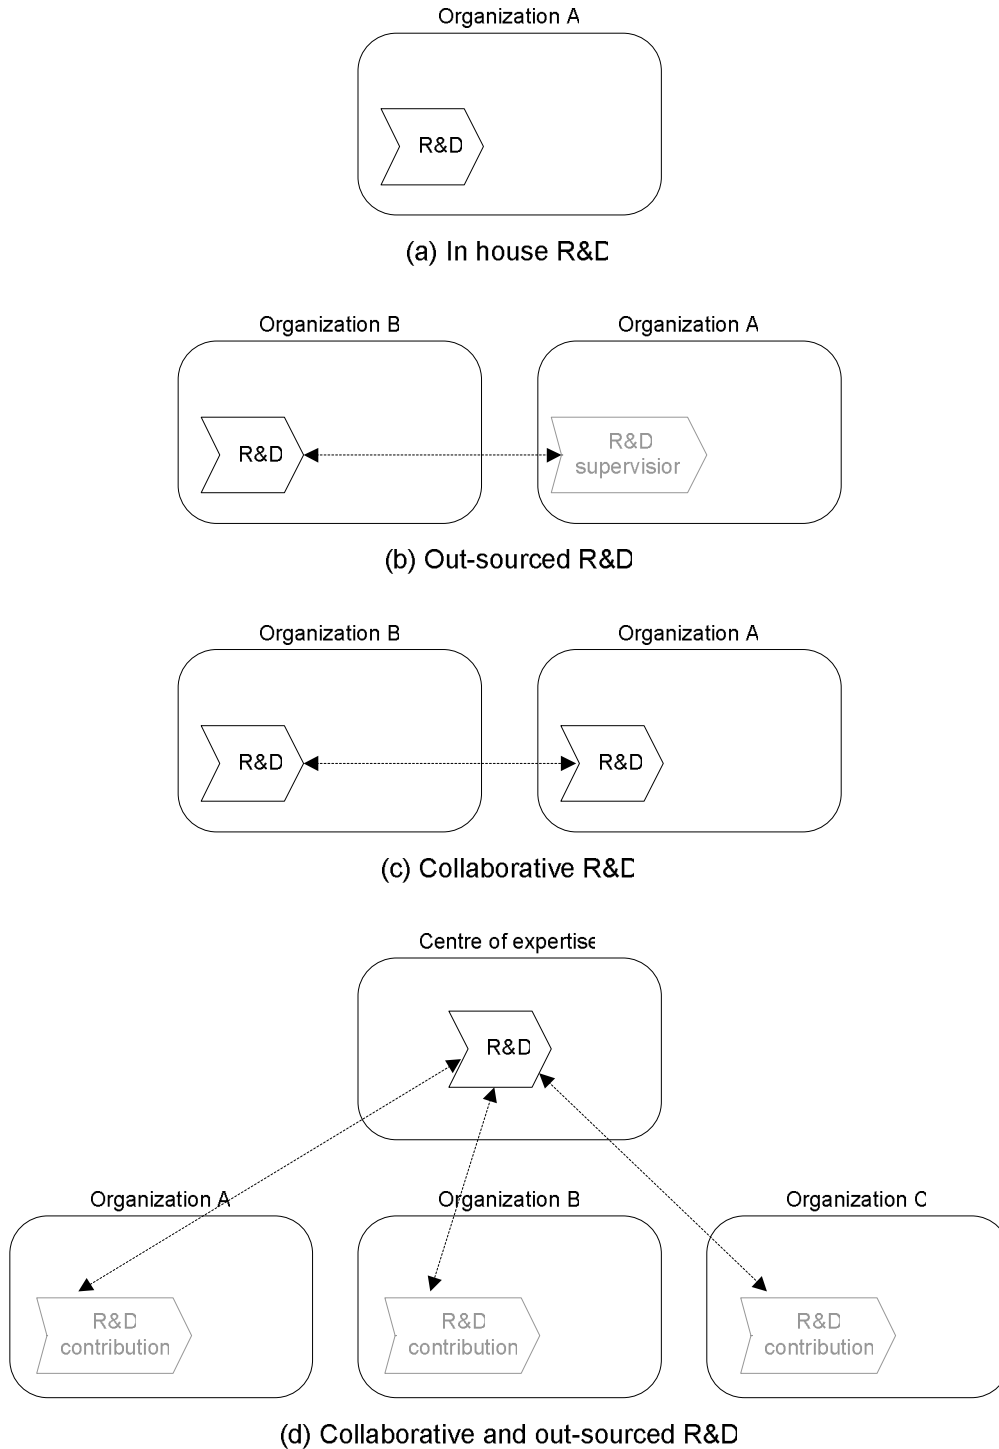 Organization A
R&D
(a) In house R&D
Organization B
Organization A
R&D
R&D
supervision
(b) Out-sourced R&D
Organization B
Organization A
R&D
R&D
(c) Collaborative R&D
Centre of expertise
R&D
Organization A
Organization B
Organization C
R&D
contribution
R&D
contribution
R&D
contribution
(d) Collaborative and out-sourced R&D